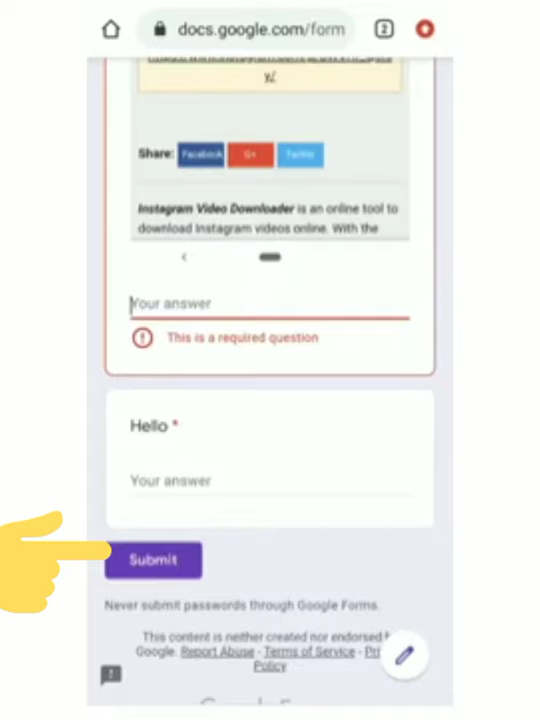 docs.google.com/form
2
y/
Share: Facebook G+ Twitter
Instagram Video Downloader is an online tool to
download Instagram videos online. With the
Your answer
This is a required question
Hello *
Your answer
Submit
Never submit passwords through Google Forms.
This content is neither created nor endorsed
Google. Report Abuse - Terms of Service -
Policy